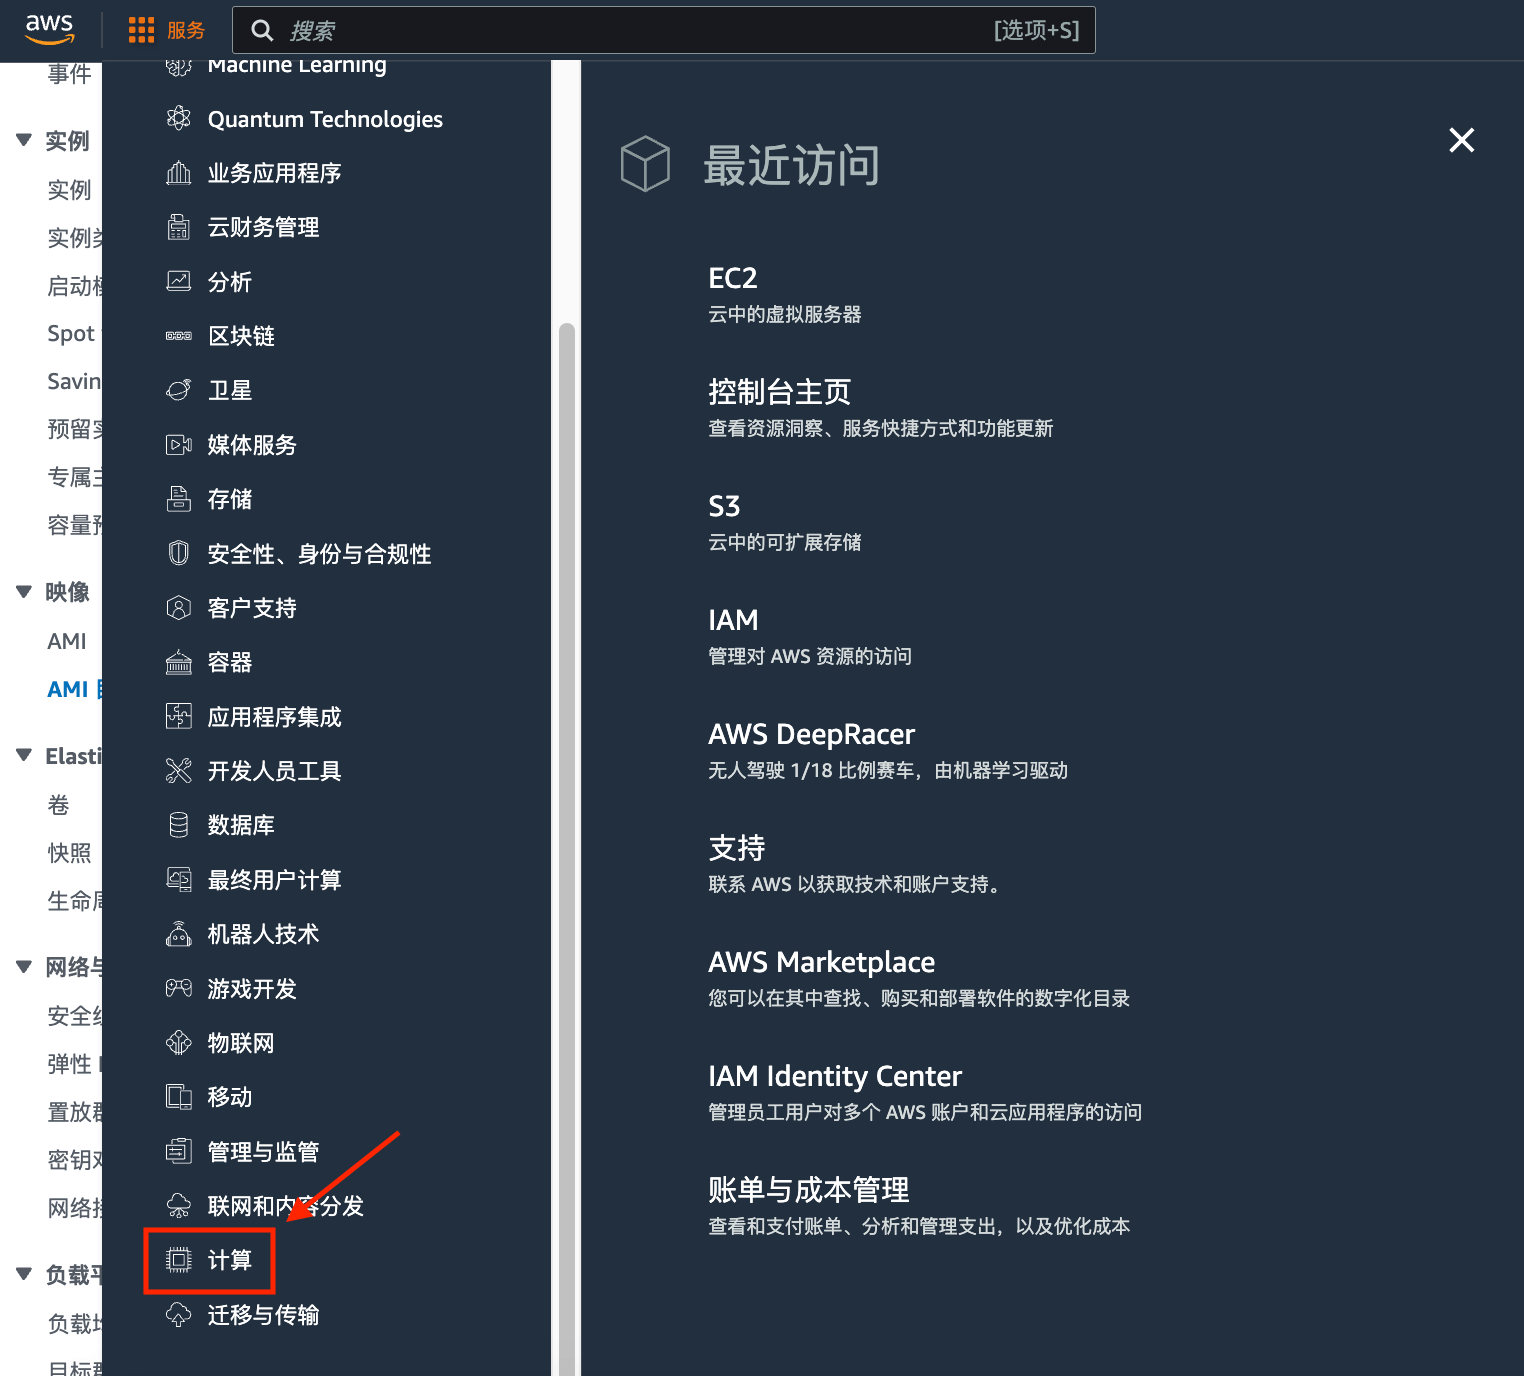 aws
服务
搜索
[选项+S]
事件
实例
实例
实例类
启动模
Spot
Savin
预留实
专属主
容量预
映像
AMI
AMI 目
Elasti
卷
快照
生命周
网络与
安全组
弹性 I
置放群
密钥对
网络接
负载平
负载均
目标群
Machine Learning
Quantum Technologies
业务应用程序
云财务管理
分析
区块链
卫星
媒体服务
存储
安全性、身份与合规性
客户支持
容器
应用程序集成
开发人员工具
数据库
最终用户计算
机器人技术
游戏开发
物联网
移动
管理与监管
联网和内容分发
计算
迁移与传输
最近访问
EC2
云中的虚拟服务器
控制台主页
查看资源洞察、服务快捷方式和功能更新
S3
云中的可扩展存储
IAM
管理对 AWS 资源的访问
AWS DeepRacer
无人驾驶 1/18 比例赛车，由机器学习驱动
支持
联系 AWS 以获取技术和账户支持。
AWS Marketplace
您可以在其中查找、购买和部署软件的数字化目录
IAM Identity Center
管理员工用户对多个 AWS 账户和云应用程序的访问
账单与成本管理
查看和支付账单、分析和管理支出，以及优化成本